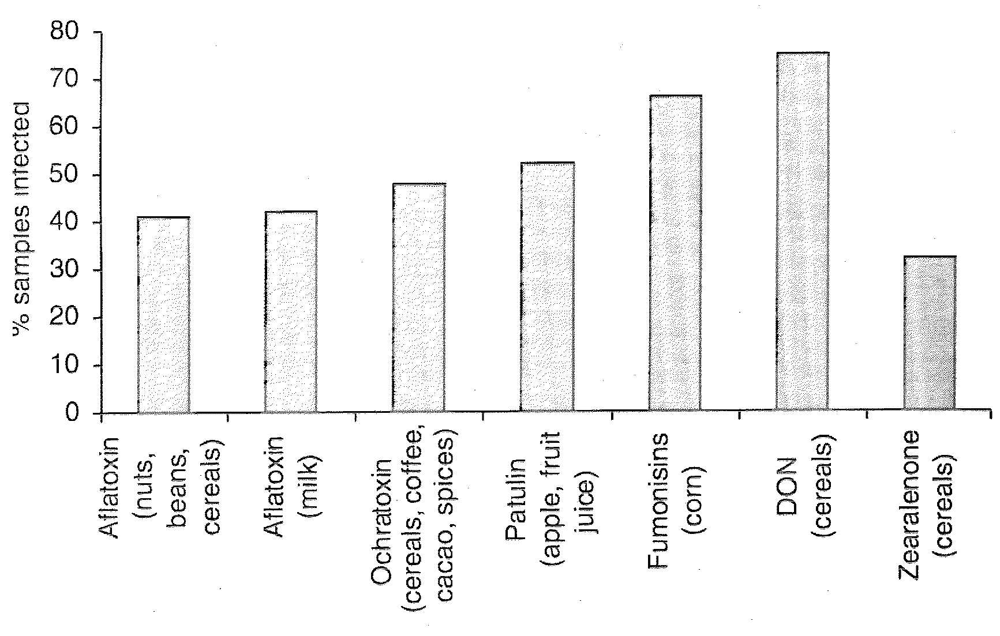 % samples infected
80
70
60
50
40
30
20
10
0
Aflatoxin
(nuts,
beans,
cereals)
Aflatoxin
(milk)
Ochratoxin
(cereals, coffee,
cacao, spices)
Patulin
(apple, fruit
juice)
Fumonisins
(corn)
DON
(cereals)
Zearalenone
(cereals)